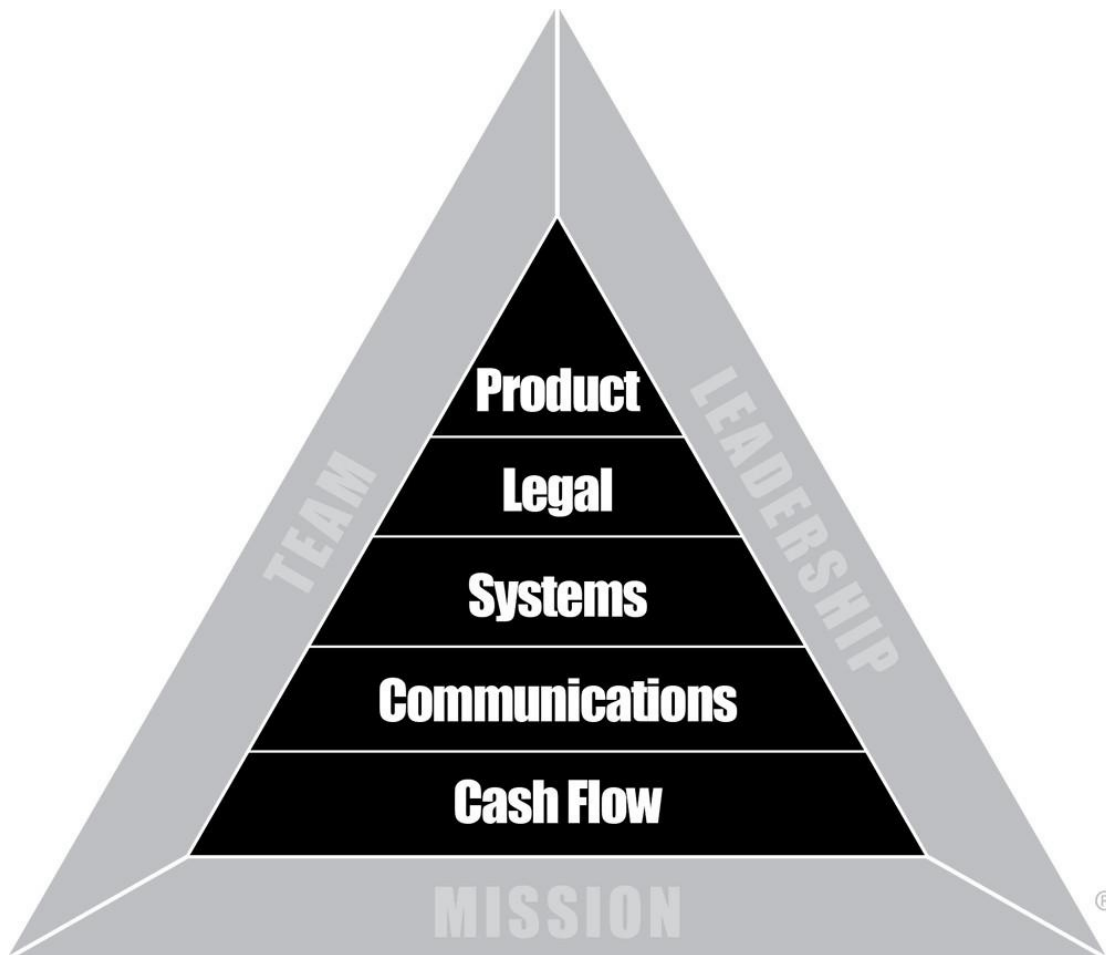 Product
LEADERSHIP
Legal
TEAM
Systems
Communications
Cash Flow
MISSION
®